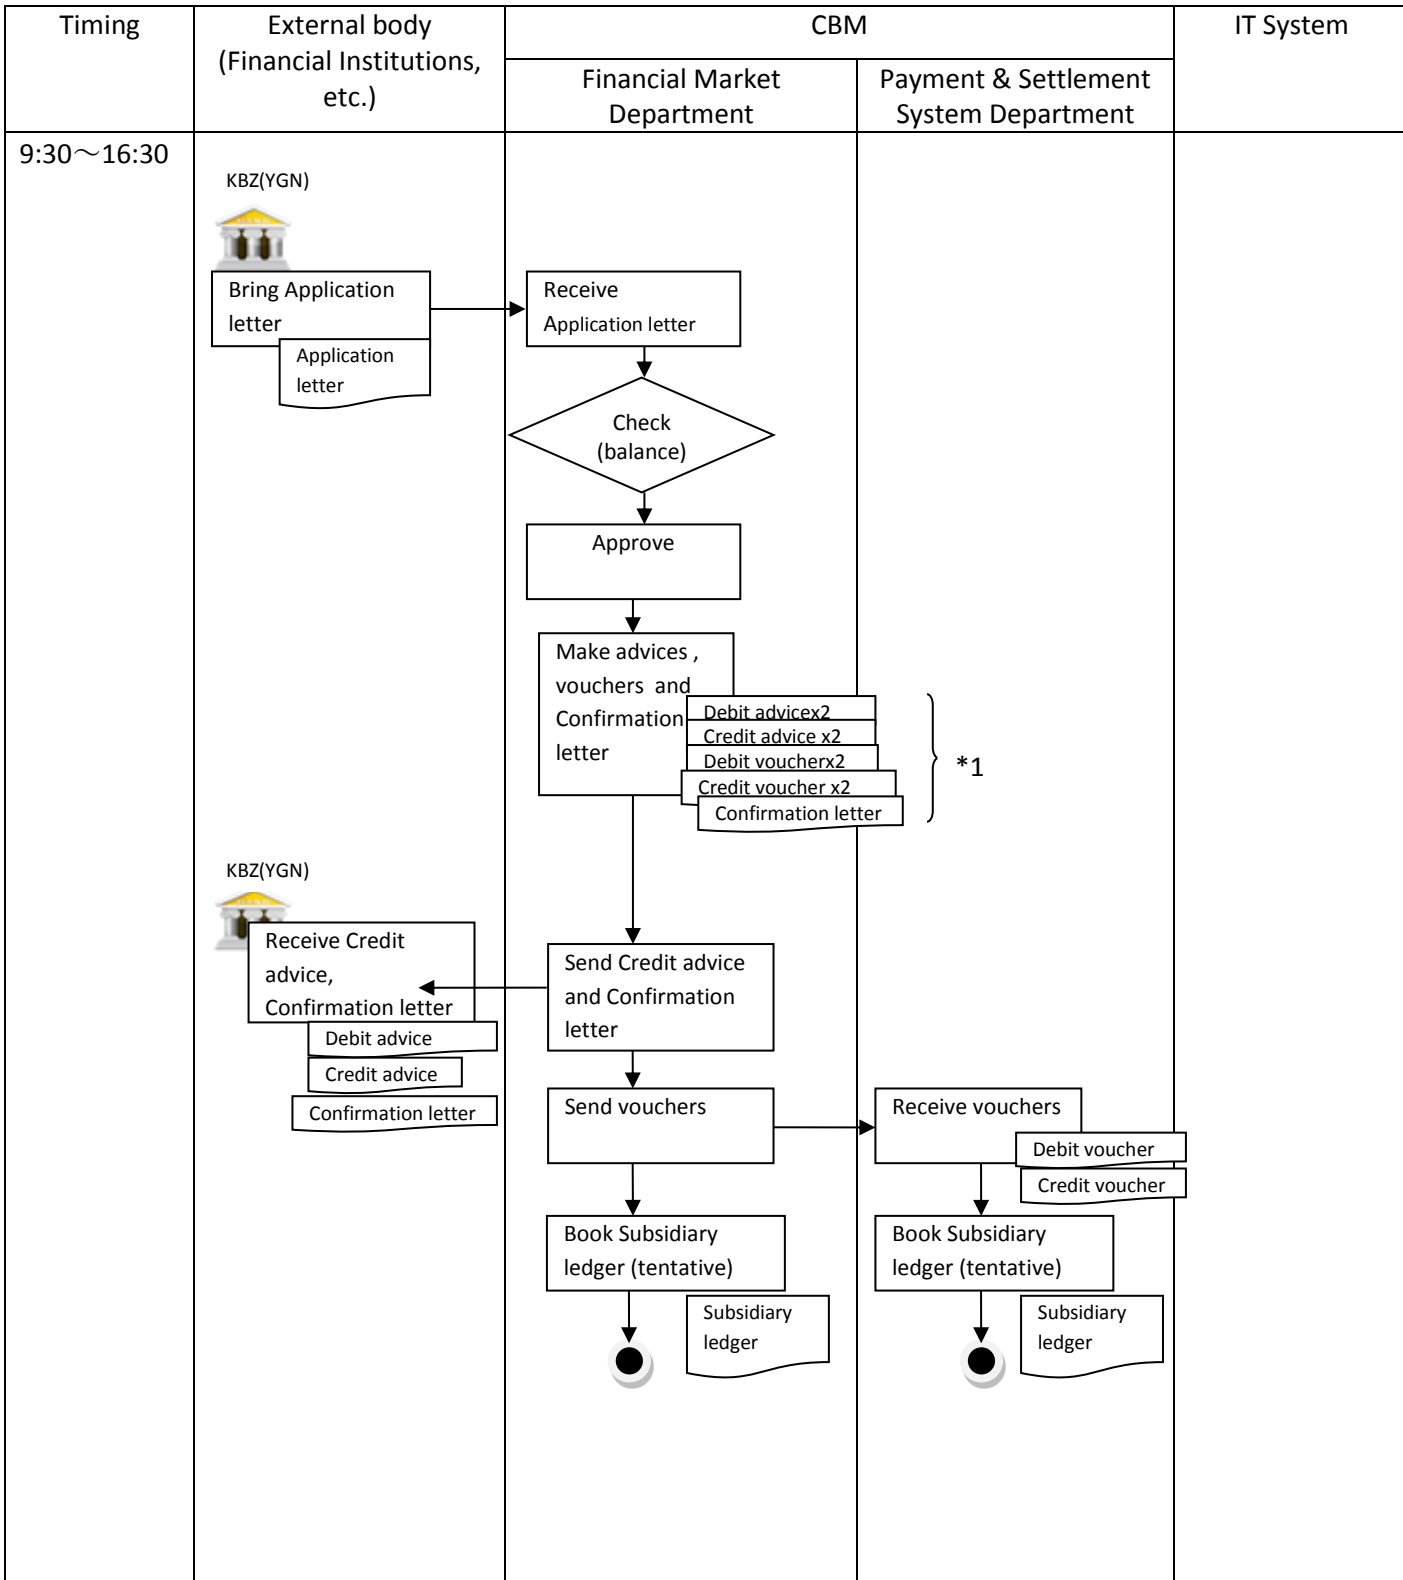 Timing
External body
(Financial Institutions,
etc.)
CBM
IT System
Financial Market
Department
Payment & Settlement
System Department
9:30～16:30
KBZ(YGN)
Bring Application
letter
Application
letter
Receive
Application letter
Check
(balance)
Approve
Make advices ,
vouchers and
Confirmation
letter
Debit advicex2
Credit advice x2
Debit voucherx2
Credit voucher x2
Confirmation letter
*1
KBZ(YGN)
Receive Credit
advice,
Confirmation letter
Debit advice
Credit advice
Confirmation letter
Send Credit advice
and Confirmation
letter
Send vouchers
Receive vouchers
Debit voucher
Credit voucher
Book Subsidiary
ledger (tentative)
Subsidiary
ledger
Book Subsidiary
ledger (tentative)
Subsidiary
ledger